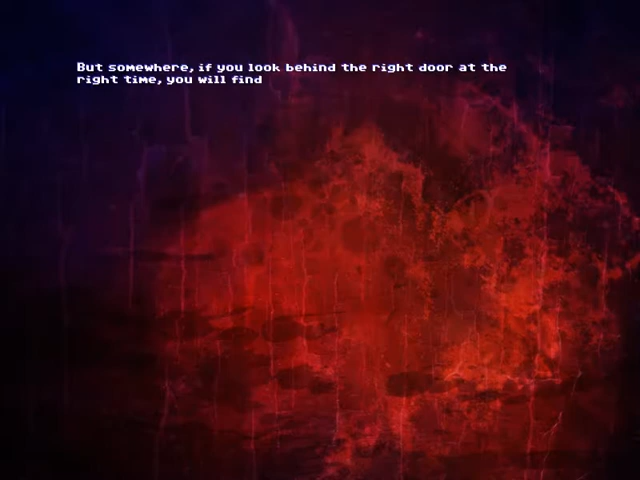 But somewhere, if you look behind the right door at the
right time, you will find